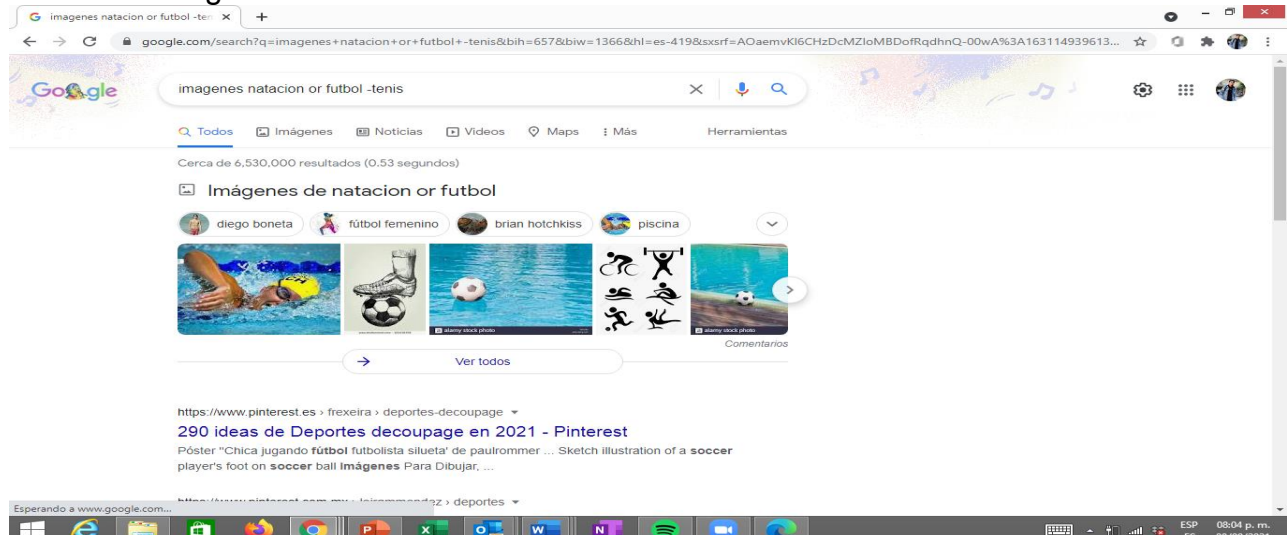 imagenes natacion or futbol -ten
google.com/search?q=imagenes+natacion+or+futbol+-tenis&bih=657&biw=1366&hl=es-419&sxsrf=AOaemvKl6CHzDcMZIoMBDofRqdhnQ-00wA%3A163114939613...
Google
imagenes natacion or futbol -tenis
Todos Imágenes Noticias Videos Maps Más Herramientas
Cerca de 6,530,000 resultados (0.53 segundos)
Imágenes de natacion or futbol
diego boneta fútbol femenino brian hotchkiss piscina
alamy stock photo alamy stock photo
Comentarios
Ver todos
https://www.pinterest.es › frexeira › deportes-decoupage
290 ideas de Deportes decoupage en 2021 - Pinterest
Póster "Chica jugando fútbol futbolista silueta' de paulrommer ... Sketch illustration of a soccer
player's foot on soccer ball Imágenes Para Dibujar, ...
› deportes
Esperando a www.google.com...
ESP 08:04 p. m.